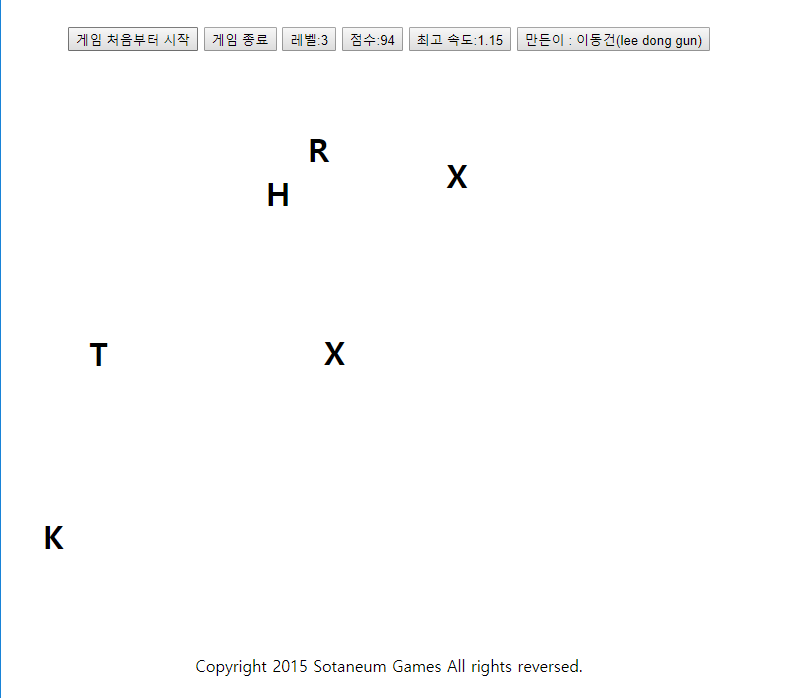 게임 처음부터 시작 게임 종료 레벨:3 점수:94 최고 속도:1.15 만든이 : 이동건(lee dong gun)
R
X
H
T X
K
Copyright 2015 Sotaneum Games All rights reversed.